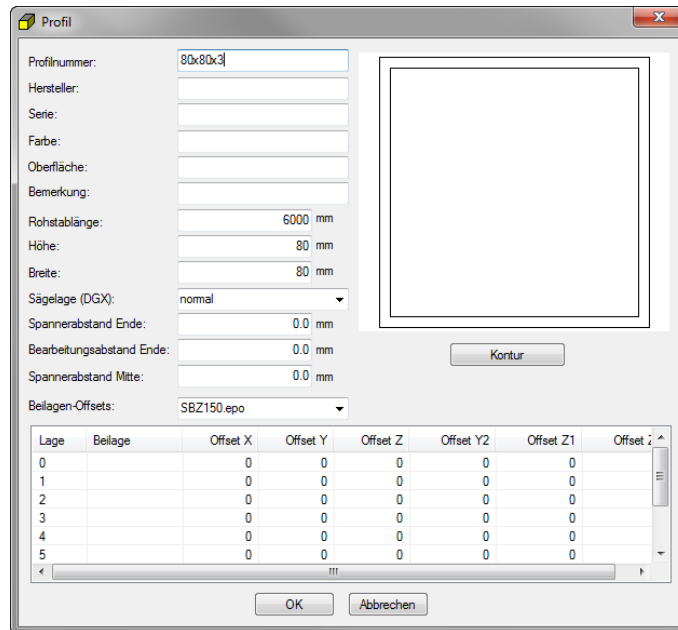 Profil
Profilnummer: 80x80x3
Hersteller:
Serie:
Farbe:
Oberfläche:
Bemerkung:
Rohstablänge: 6000 mm
Höhe: 80 mm
Breite: 80 mm
Sägelage (DGX): normal
Spannerabstand Ende: 0.0 mm
Bearbeitungsabstand Ende: 0.0 mm
Kontur
Spannerabstand Mitte: 0.0 mm
Beilagen-Offsets: SBZ150.epo
Lage Beilage Offset X Offset Y Offset Z Offset Y2 Offset Z1 Offset
0 0 0 0 0 0
1 0 0 0 0 0
2 0 0 0 0 0
3 0 0 0 0 0
4 0 0 0 0 0
5 0 0 0 0 0
OK Abbrechen